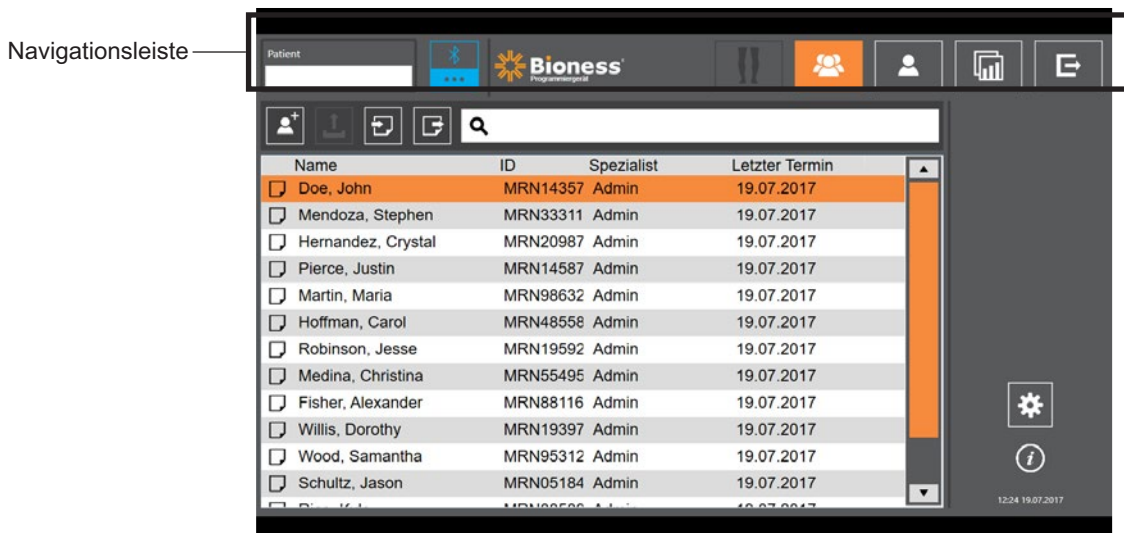 Navigationsleiste
Patient
Bioness
Programmiergerät
Name ID Spezialist Letzter Termin
Doe, John MRN14357 Admin 19.07.2017
Mendoza, Stephen MRN33311 Admin 19.07.2017
Hernandez, Crystal MRN20987 Admin 19.07.2017
Pierce, Justin MRN14587 Admin 19.07.2017
Martin, Maria MRN98632 Admin 19.07.2017
Hoffman, Carol MRN48558 Admin 19.07.2017
Robinson, Jesse MRN19592 Admin 19.07.2017
Medina, Christina MRN55495 Admin 19.07.2017
Fisher, Alexander MRN88116 Admin 19.07.2017
Willis, Dorothy MRN19397 Admin 19.07.2017
Wood, Samantha MRN95312 Admin 19.07.2017
Schultz, Jason MRN05184 Admin 19.07.2017
12:24 19.07.2017